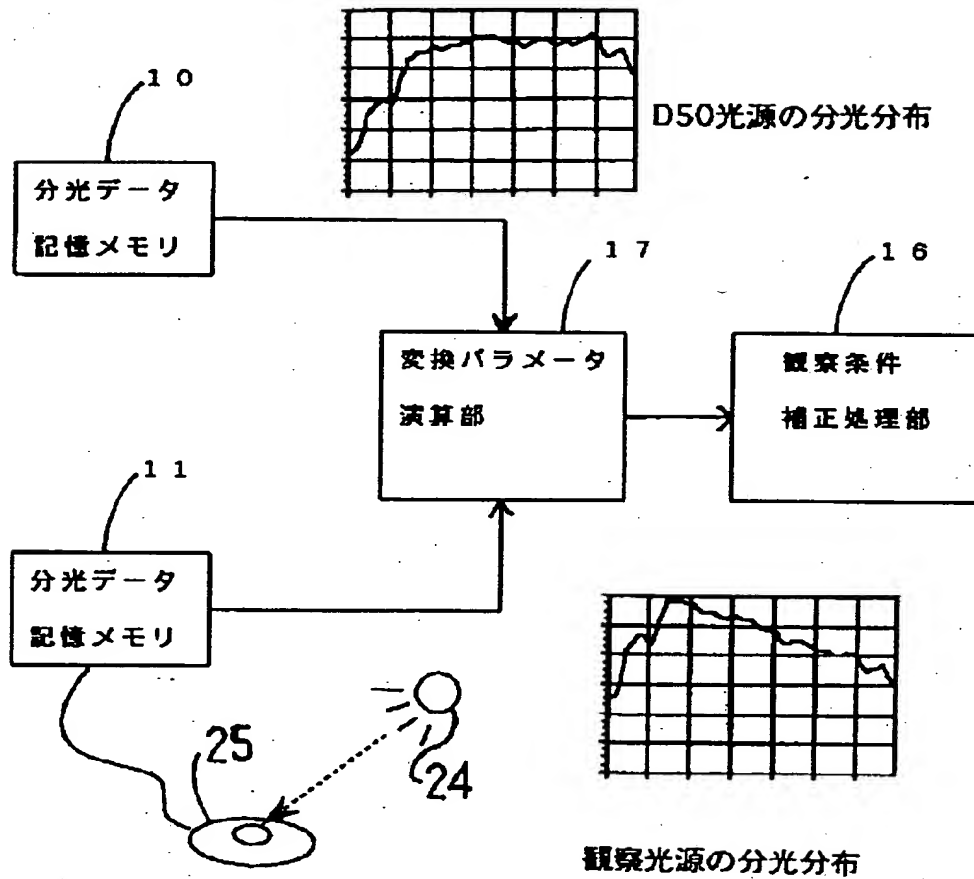 10
D50光源の分光分布
分光データ
記憶メモリ
17
16
変換パラメータ
演算部
観察条件
補正処理部
11
分光データ
記憶メモリ
25
24
観察光源の分光分布